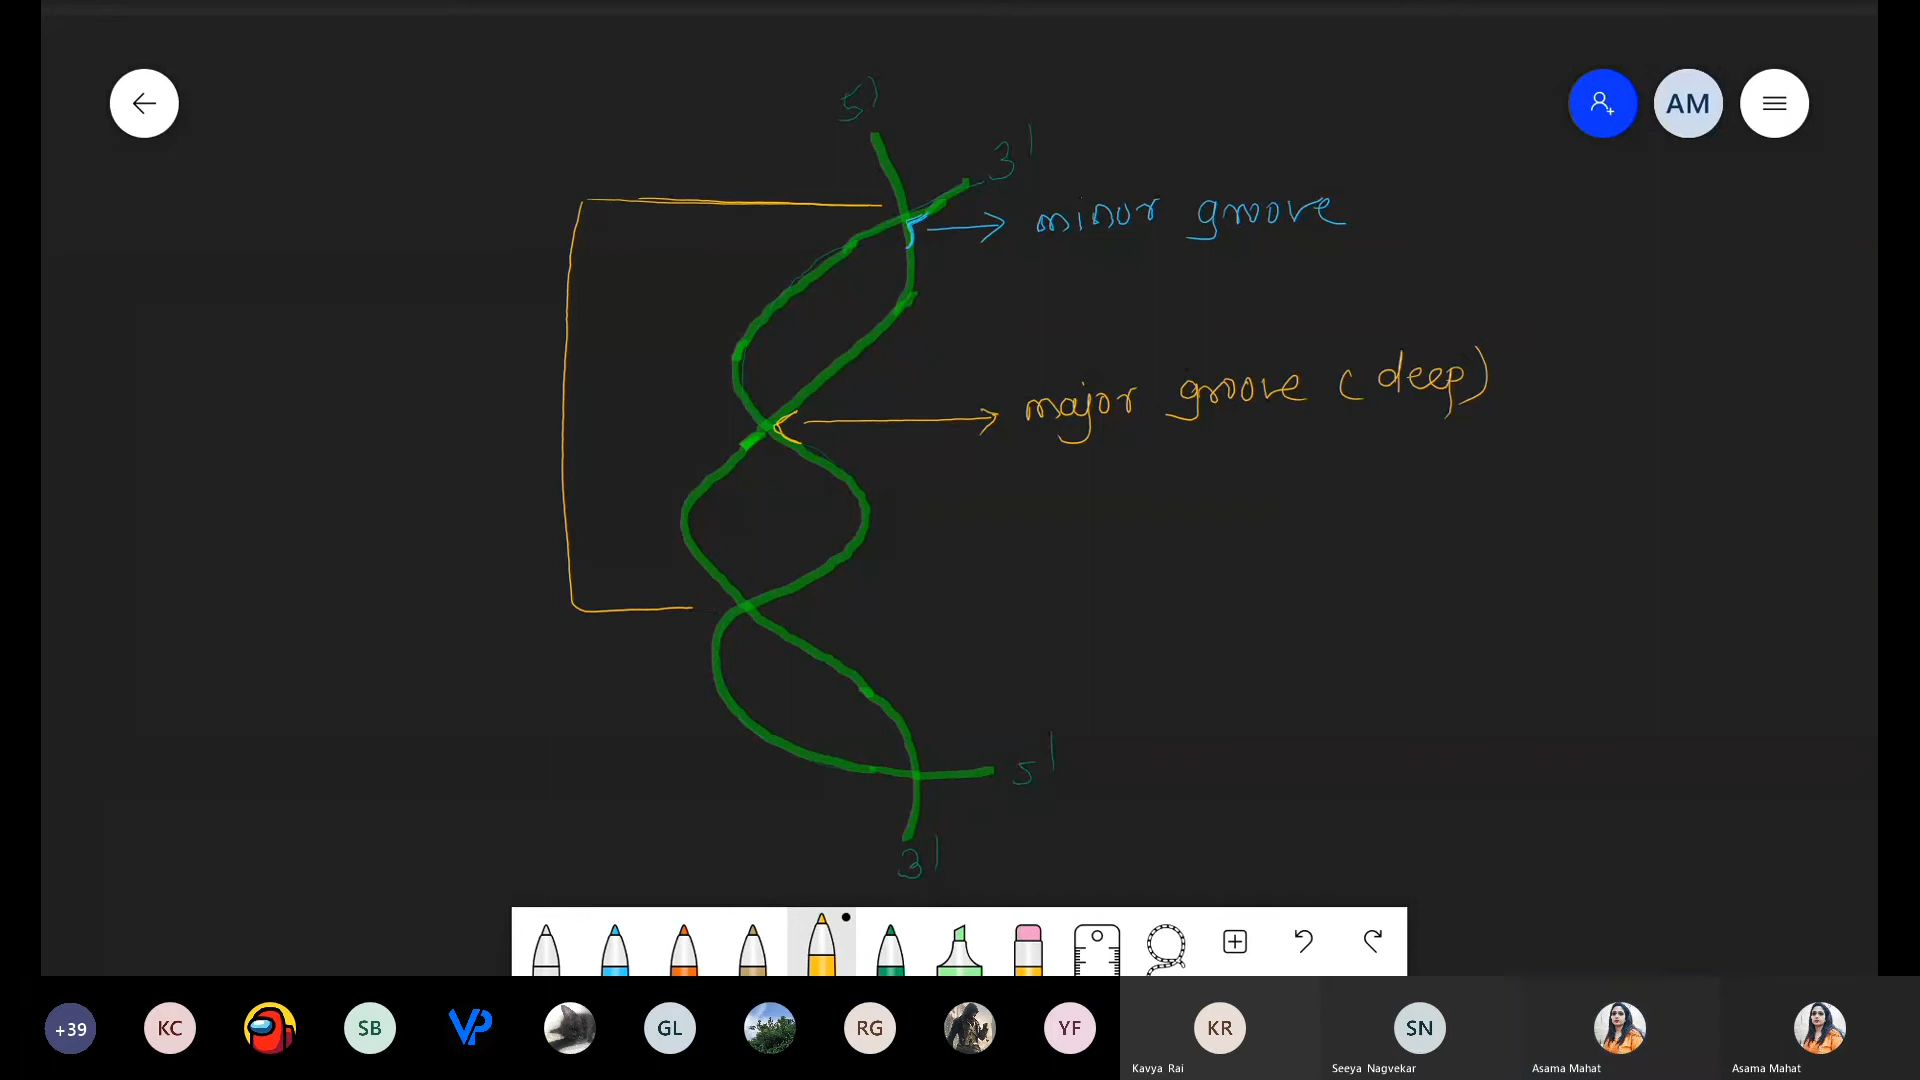 5'
3'
AM
minor groove
major groove (deep)
5'
3'
+39
KC
SB
VP
GL
RG
YF
KR
SN
Kavya Rai
Seeya Nagvekar
Asama Mahat
Asama Mahat